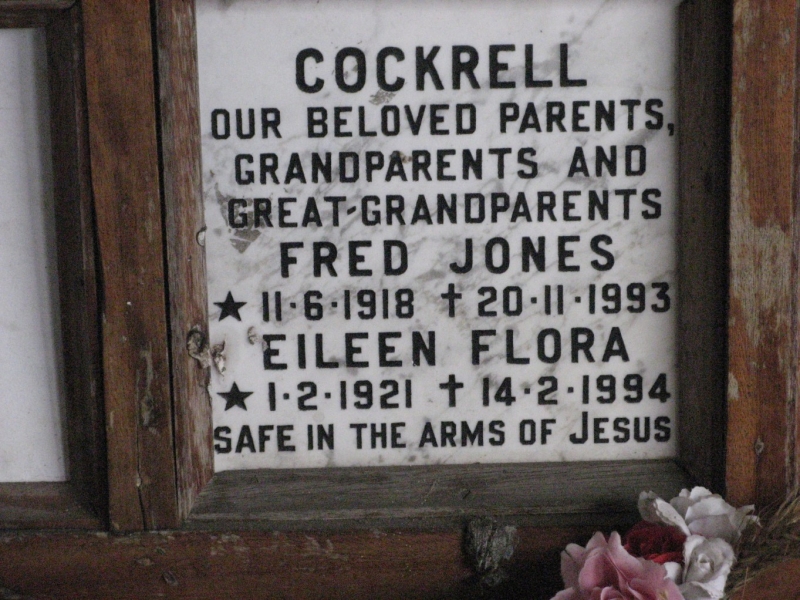 COCKRELL
OUR BELOVED PARENTS,
GRANDPARENTS AND
GREAT-GRANDPARENTS
FRED JONES
★ 11·6·1918 ✝ 20·11·1993
EILEEN FLORA
★ 1·2·1921 ✝ 14·2·1994
SAFE IN THE ARMS OF JESUS